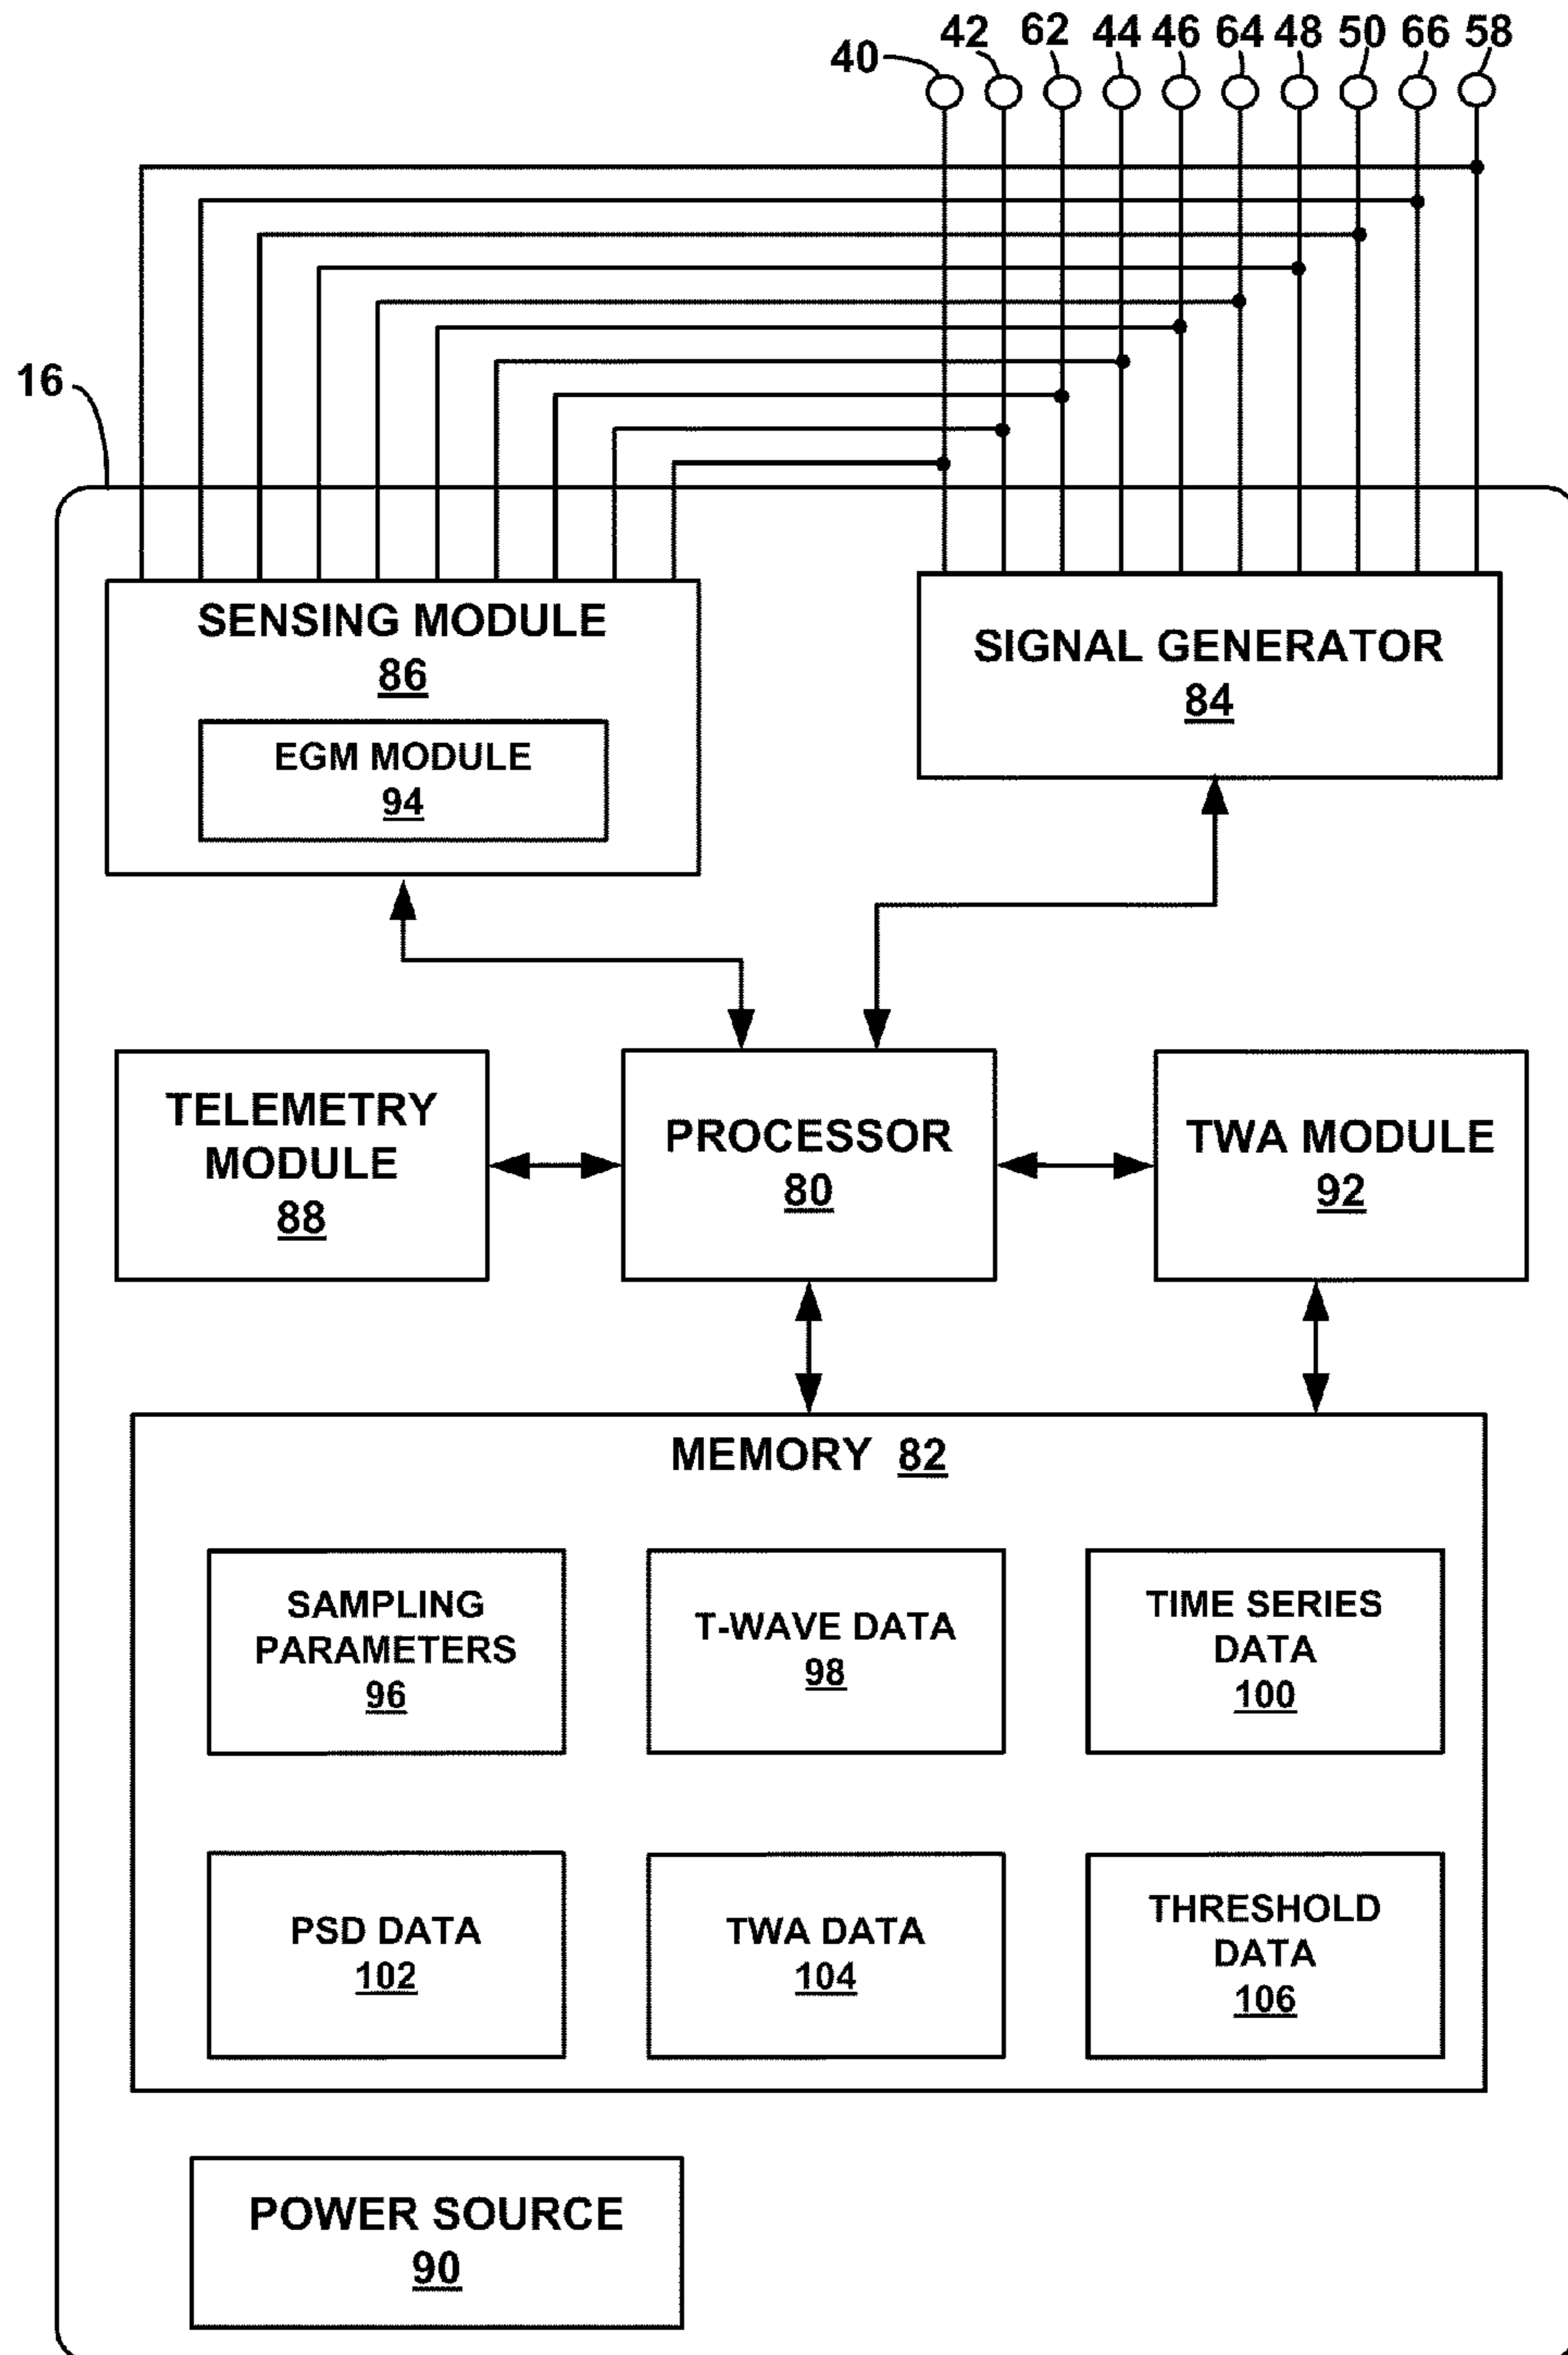 40 42 62 44 46 64 48 50 66 58
16
SENSING MODULE
86
EGM MODULE
94
SIGNAL GENERATOR
84
TELEMETRY
MODULE
88
PROCESSOR
80
TWA MODULE
92
MEMORY 82
SAMPLING
PARAMETERS
96
T-WAVE DATA
98
TIME SERIES
DATA
100
PSD DATA
102
TWA DATA
104
THRESHOLD
DATA
106
POWER SOURCE
90